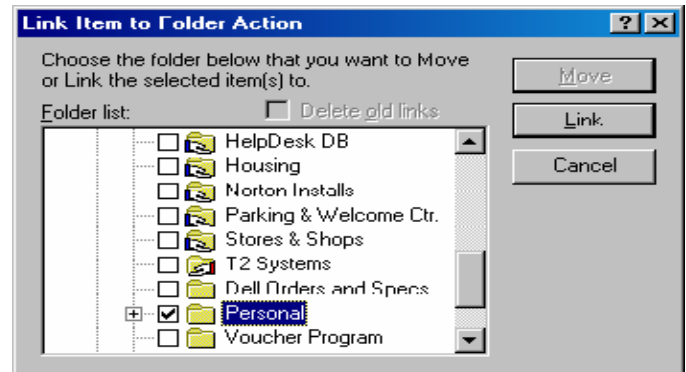 Link Item to Folder Action
Choose the folder below that you want to Move
or Link the selected item(s) to.
Move
Folder list:
Delete old links
Link
HelpDesk DB
Cancel
Housing
Norton Installs
Parking & Welcome Ctr.
Stores & Shops
T2 Systems
Dell Orders and Specs
Personal
Voucher Program